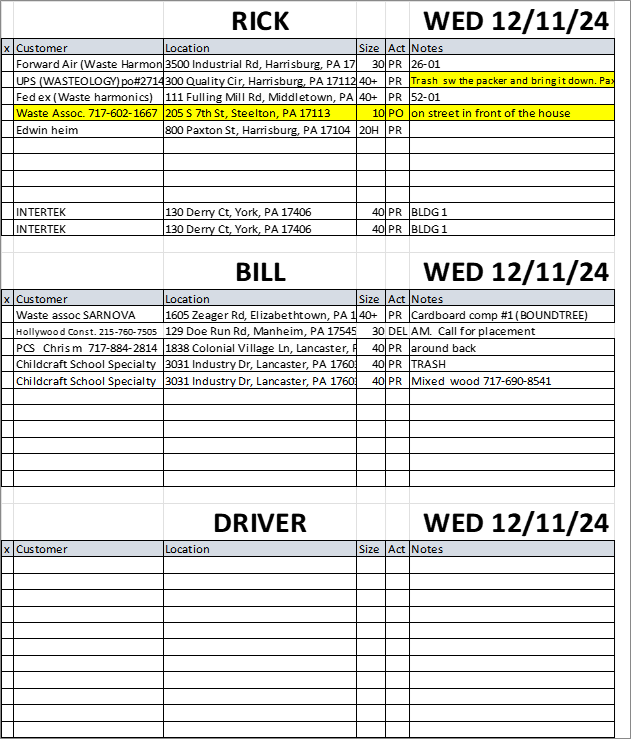 RICK WED 12/11/24
x Customer Location Size Act Notes
Forward Air (Waste Harmon 3500 Industrial Rd, Harrisburg, PA 17 30 PR 26-01
UPS (WASTEOLOGY)po#2714 300 Quality Cir, Harrisburg, PA 17112 40+ PR Trash sw the packer and bring it down. Pax
Fed ex (Waste harmonics) 111 Fulling Mill Rd, Middletown, PA 40+ PR 52-01
Waste Assoc. 717-602-1667 205 S 7th St, Steelton, PA 17113 10 PO on street in front of the house
Edwin heim 800 Paxton St, Harrisburg, PA 17104 20H PR
INTERTEK 130 Derry Ct, York, PA 17406 40 PR BLDG 1
INTERTEK 130 Derry Ct, York, PA 17406 40 PR BLDG 1
BILL WED 12/11/24
x Customer Location Size Act Notes
Waste assoc SARNOVA 1605 Zeager Rd, Elizabethtown, PA 1 40+ PR Cardboard comp #1 (BOUNDTREE)
Hollywood Const. 215-760-7505 129 Doe Run Rd, Manheim, PA 17545 30 DEL AM. Call for placement
PCS Chris m 717-884-2814 1838 Colonial Village Ln, Lancaster, P 40 PR around back
Childcraft School Specialty 3031 Industry Dr, Lancaster, PA 1760 40 PR TRASH
Childcraft School Specialty 3031 Industry Dr, Lancaster, PA 1760 40 PR Mixed wood 717-690-8541
DRIVER WED 12/11/24
x Customer Location Size Act Notes